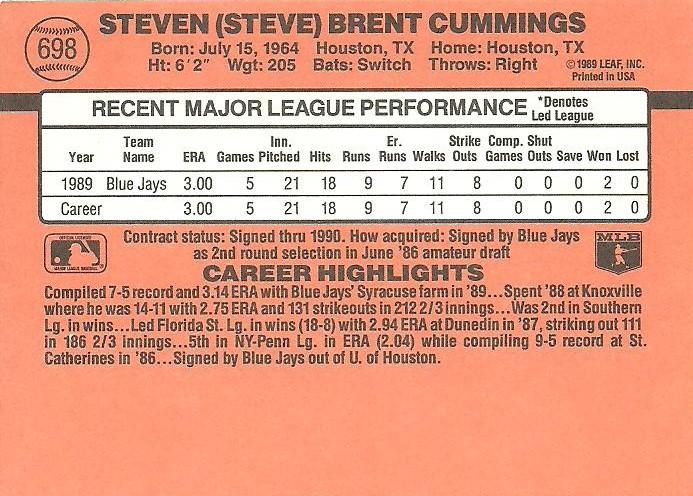 698
STEVEN (STEVE) BRENT CUMMINGS
Born: July 15, 1964 Houston, TX Home: Houston, TX
Ht: 6'2" Wgt: 205 Bats: Switch Throws: Right
©1989 LEAF, INC.
Printed in USA
RECENT MAJOR LEAGUE PERFORMANCE *Denotes
Led League
Team Inn. Er. Strike Comp. Shut
Year Name ERA Games Pitched Hits Runs Runs Walks Outs Games Outs Save Won Lost
1989 Blue Jays 3.00 5 21 18 9 7 11 8 0 0 0 2 0
Career 3.00 5 21 18 9 7 11 8 0 0 0 2 0
OFFICIAL LICENSEE
MAJOR LEAGUE BASEBALL
Contract status: Signed thru 1990. How acquired: Signed by Blue Jays
as 2nd round selection in June '86 amateur draft
MLB
CAREER HIGHLIGHTS
Compiled 7-5 record and 3.14 ERA with Blue Jays' Syracuse farm in '89...Spent '88 at Knoxville
where he was 14-11 with 2.75 ERA and 131 strikeouts in 212 2/3 innings...Was 2nd in Southern
Lg. in wins...Led Florida St. Lg. in wins (18-8) with 2.94 ERA at Dunedin in '87, striking out 111
in 186 2/3 innings...5th in NY-Penn Lg. in ERA (2.04) while compiling 9-5 record at St.
Catherines in '86...Signed by Blue Jays out of U. of Houston.